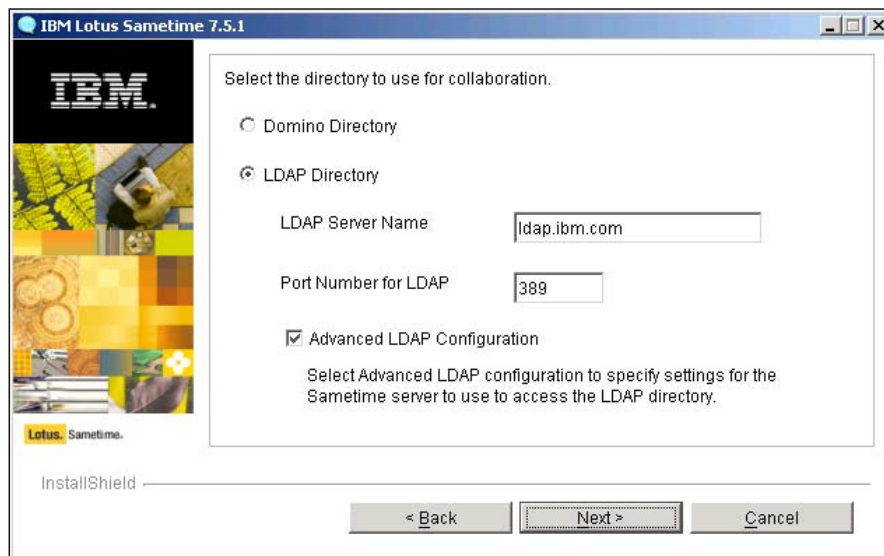 IBM Lotus Sametime 7.5.1
IBM.
Select the directory to use for collaboration.
Domino Directory
LDAP Directory
LDAP Server Name
ldap.ibm.com
Port Number for LDAP
389
Advanced LDAP Configuration
Select Advanced LDAP configuration to specify settings for the
Sametime server to use to access the LDAP directory.
Lotus. Sametime.
InstallShield
< Back
Next >
Cancel